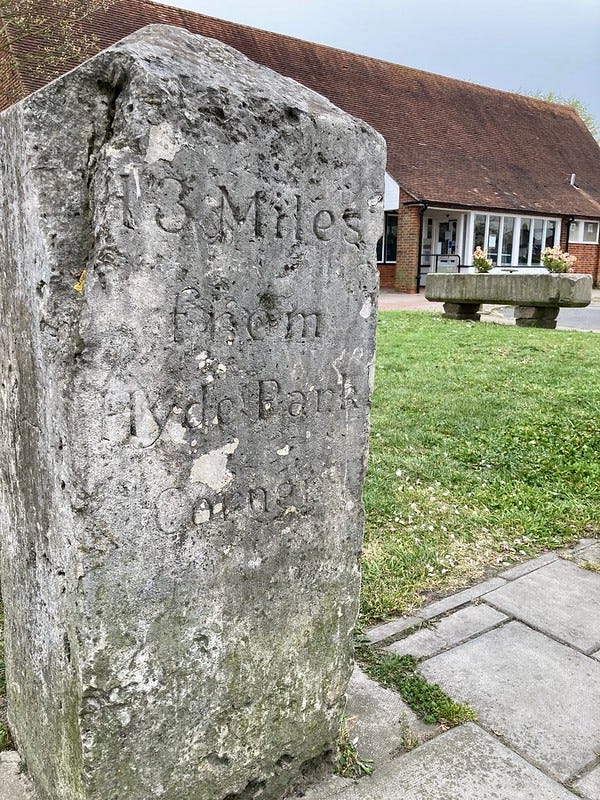 13 Miles
from
Hyde Park
Corner